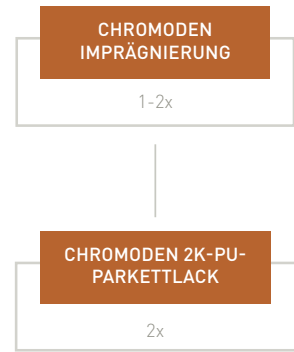 CHROMODEN
IMPRÄGNIERUNG
1-2x
CHROMODEN 2K-PU-
PARKETTLACK
2x